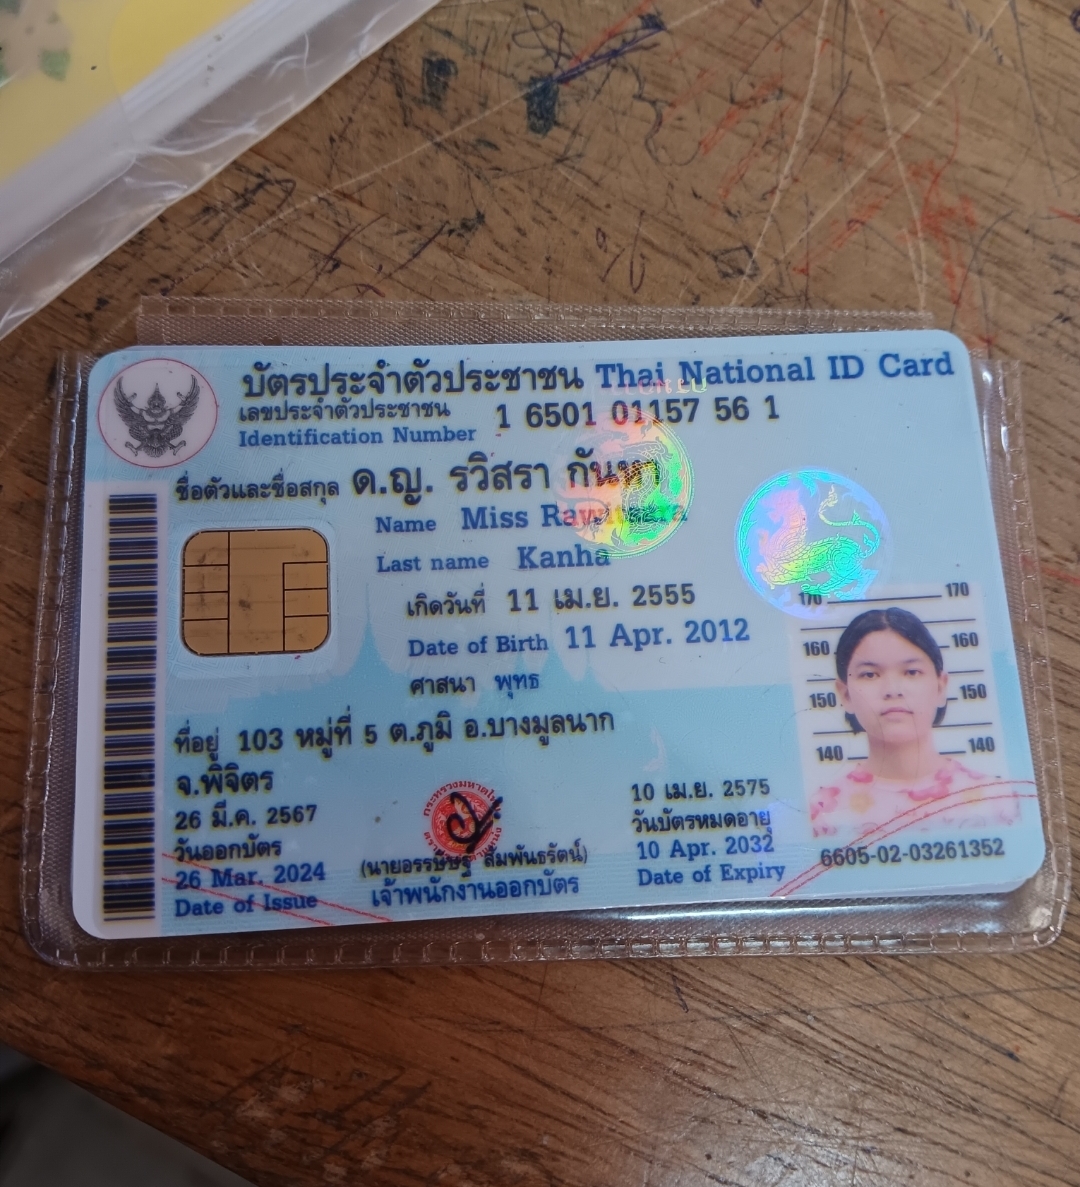 บัตรประจำตัวประชาชน Thai National ID Card
เลขประจำตัวประชาชน
Identification Number 1 6501 01157 56 1
ชื่อตัวและชื่อสกุล ด.ญ. รวิสรา กันหา
Name Miss Rawitsara
Last name Kanha
เกิดวันที่ 11 เม.ย. 2555
Date of Birth 11 Apr. 2012
ศาสนา พุทธ
ที่อยู่ 103 หมู่ที่ 5 ต.ภูมิ อ.บางมูลนาก
จ.พิจิตร
26 มี.ค. 2567
วันออกบัตร
26 Mar. 2024
Date of Issue
เจ้าพนักงานออกบัตร
10 เม.ย. 2575
วันบัตรหมดอายุ
10 Apr. 2032
Date of Expiry
170 170
160 160
150 150
140 140
6605-02-03261352